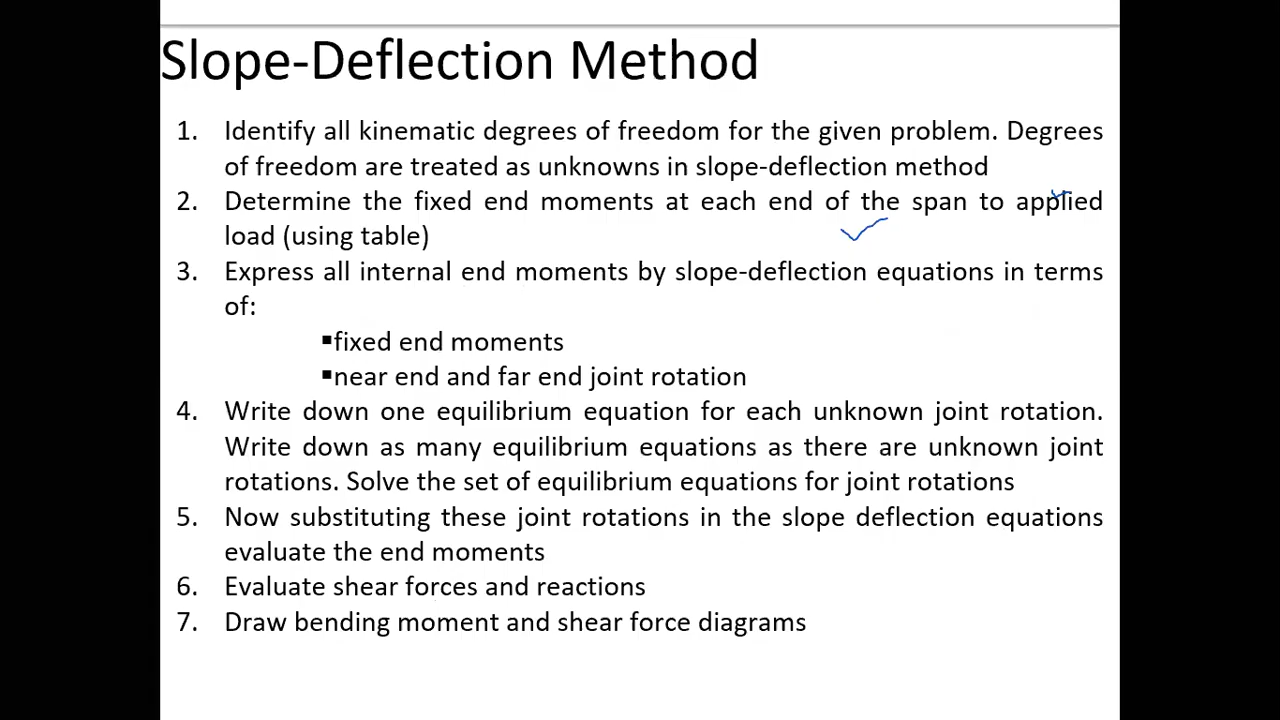 Slope-Deflection Method
1. Identify all kinematic degrees of freedom for the given problem. Degrees
of freedom are treated as unknowns in slope-deflection method
2. Determine the fixed end moments at each end of the span to applied
load (using table)
3. Express all internal end moments by slope-deflection equations in terms
of:
▪fixed end moments
▪near end and far end joint rotation
4. Write down one equilibrium equation for each unknown joint rotation.
Write down as many equilibrium equations as there are unknown joint
rotations. Solve the set of equilibrium equations for joint rotations
5. Now substituting these joint rotations in the slope deflection equations
evaluate the end moments
6. Evaluate shear forces and reactions
7. Draw bending moment and shear force diagrams